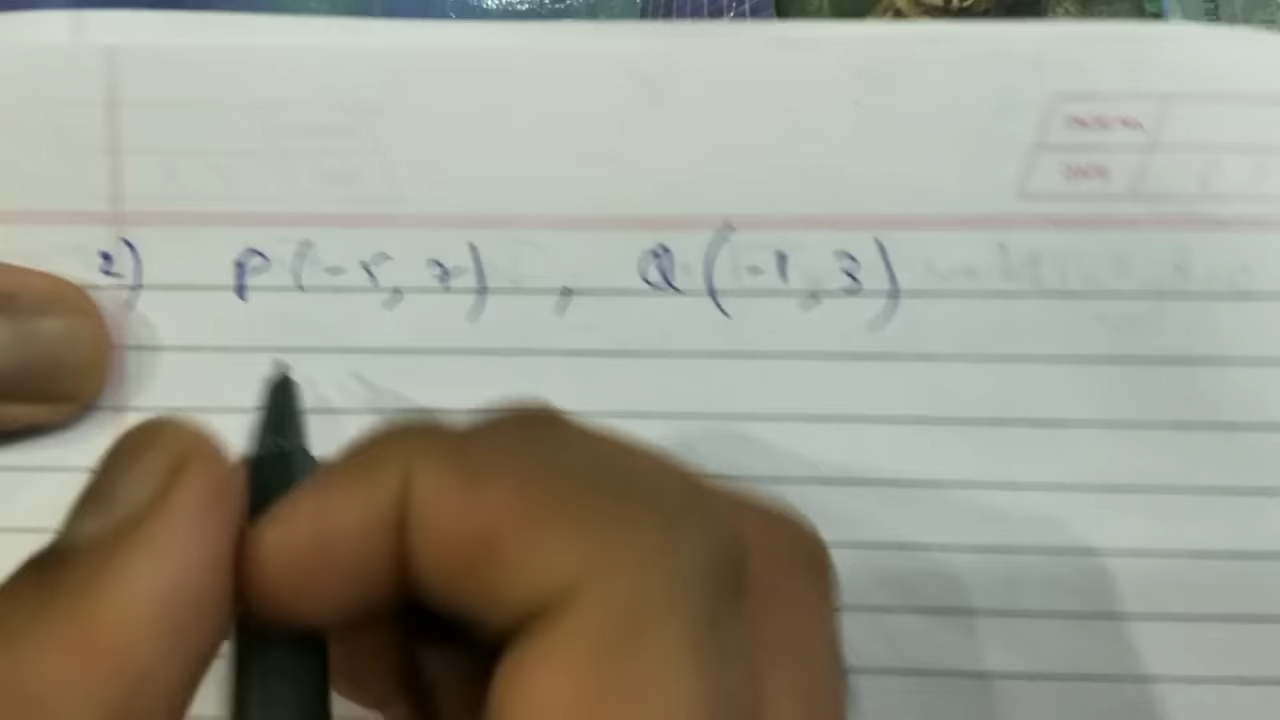 2) P(-5, 7) , Q(-1, 3)